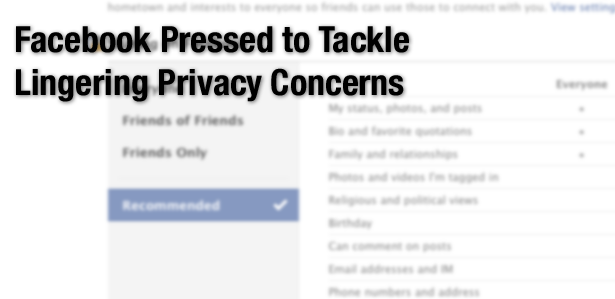 hometown and interests to everyone so friends can use those to connect with you. View setting
Facebook Pressed to Tackle
Lingering Privacy Concerns
Everyone
Friends of Friends
Friends Only
Recommended
My status, photos, and posts
Bio and favorite quotations
Family and relationships
Photos and videos I'm tagged in
Religious and political views
Birthday
Can comment on posts
Email addresses and IM
Phone numbers and address